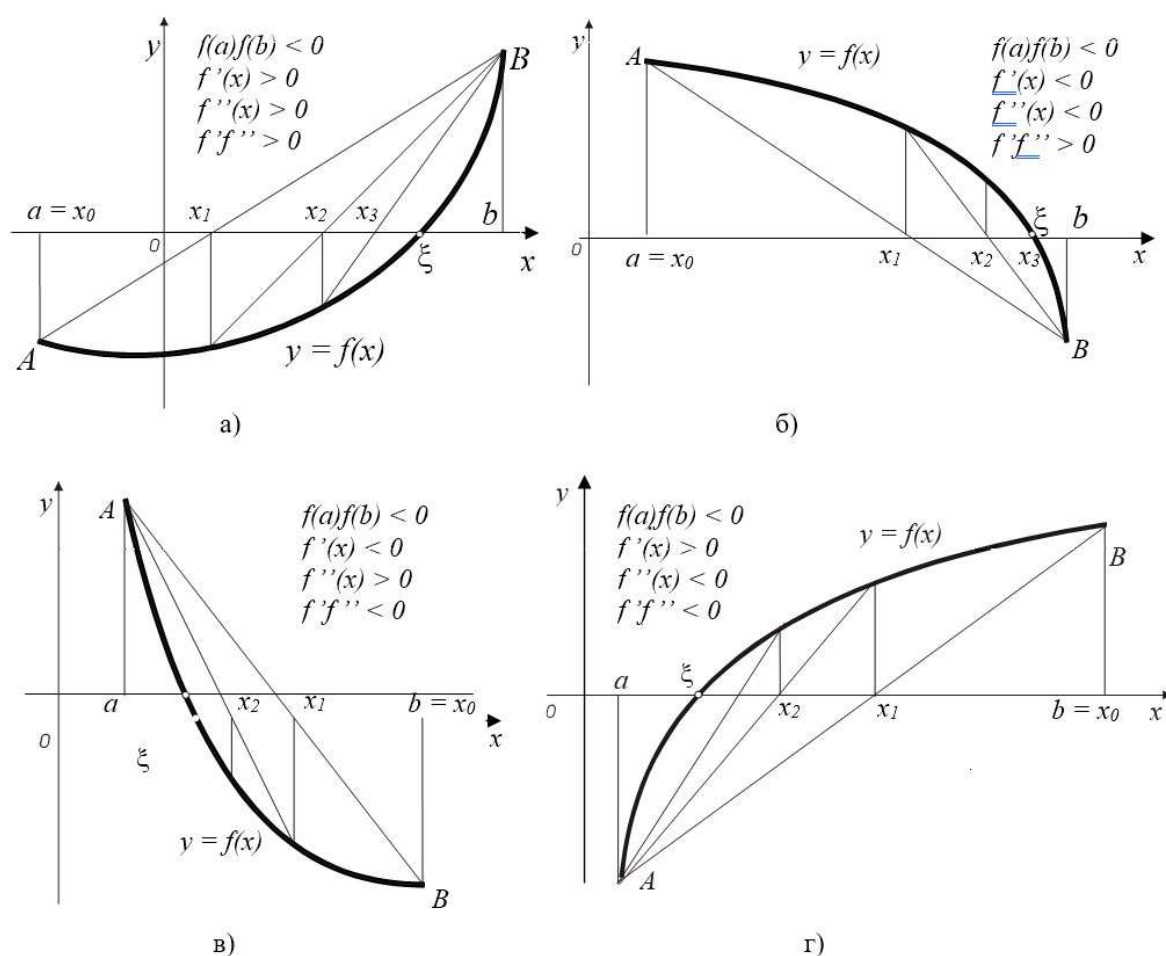 y
f(a)f(b) < 0
f '(x) > 0
f ''(x) > 0
f 'f '' > 0
B
a = x₀
x₁
x₂
x₃
b
0
ξ
x
A
y = f(x)
а)
y
A
y = f(x)
f(a)f(b) < 0
f '(x) < 0
f ''(x) < 0
f 'f '' > 0
ξ
b
0
a = x₀
x₁
x₂
x₃
x
B
б)
y
A
f(a)f(b) < 0
f '(x) < 0
f ''(x) > 0
f 'f '' < 0
a
x₂
x₁
b = x₀
x
0
ξ
y = f(x)
B
в)
y
f(a)f(b) < 0
f '(x) > 0
f ''(x) < 0
f 'f '' < 0
y = f(x)
B
a
ξ
0
x₂
x₁
b = x₀
x
A
г)